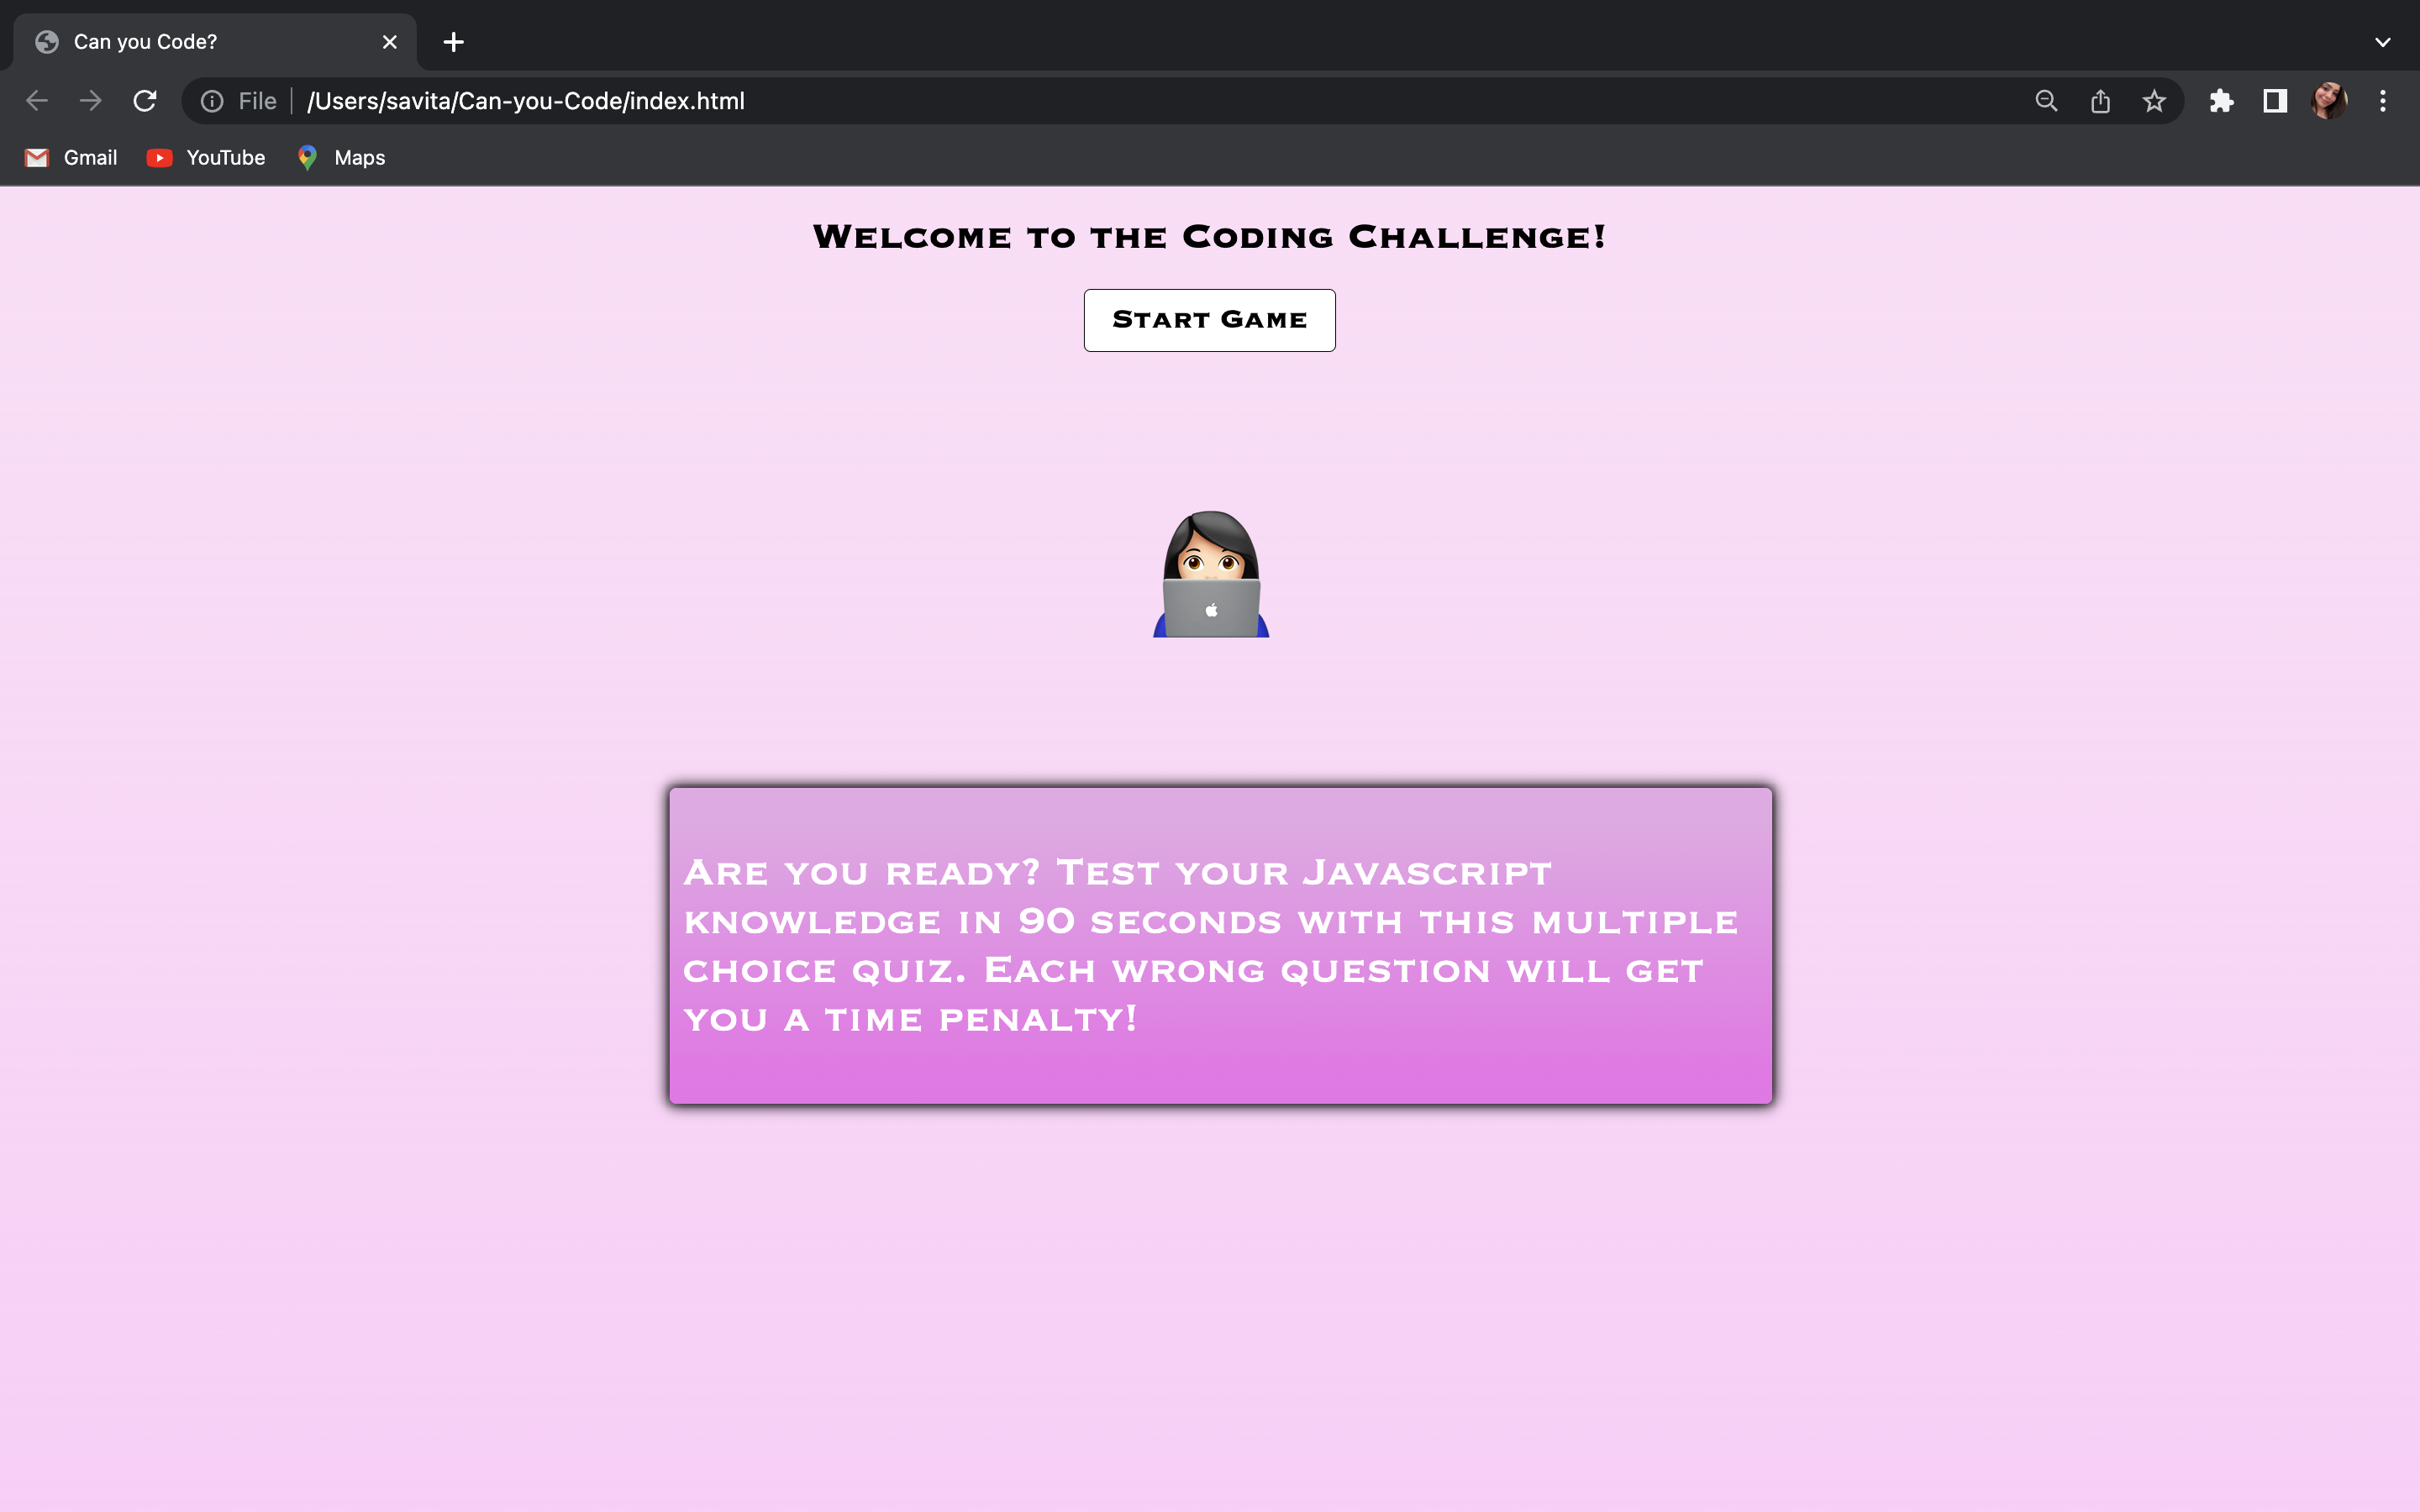 Can you Code?
File /Users/savita/Can-you-Code/index.html
Gmail YouTube Maps
Welcome to the Coding Challenge!
Start Game
Are you ready? Test your Javascript
knowledge in 90 seconds with this multiple
choice quiz. Each wrong question will get
you a time penalty!